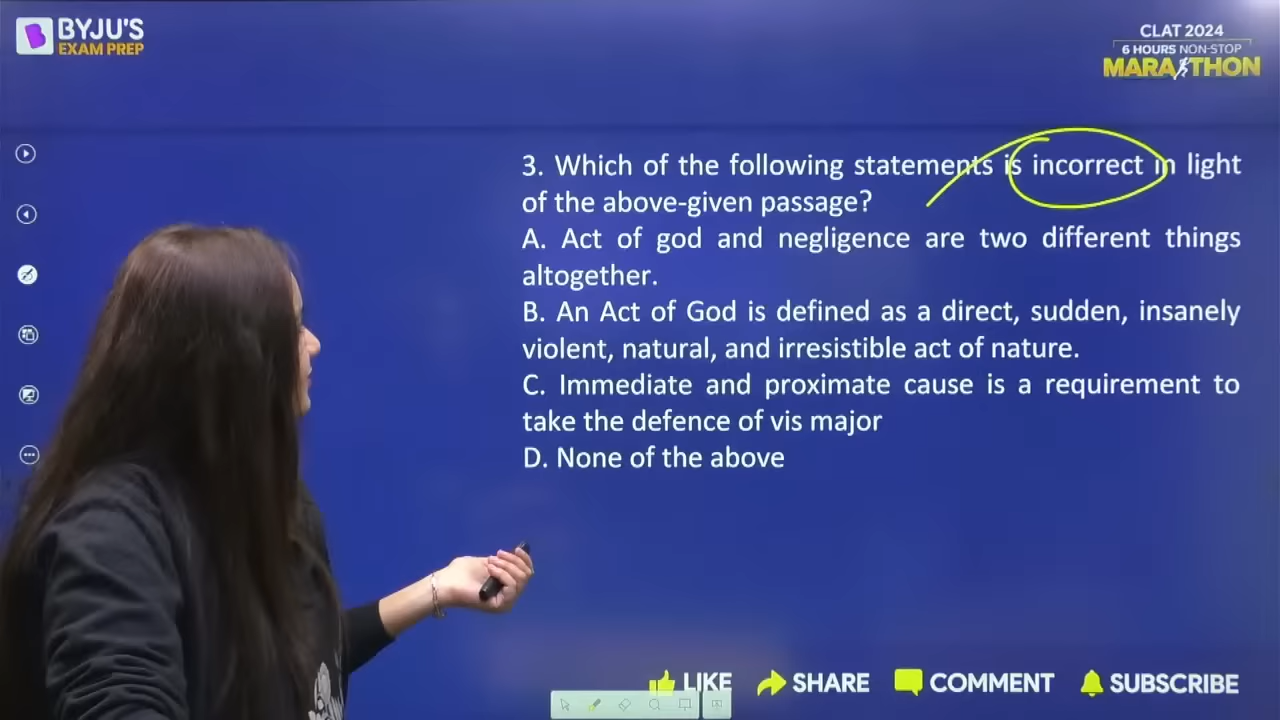 BYJU'S
EXAM PREP
CLAT 2024
6 HOURS NON-STOP
MARATHON
3. Which of the following statements is incorrect in light
of the above-given passage?
A. Act of god and negligence are two different things
altogether.
B. An Act of God is defined as a direct, sudden, insanely
violent, natural, and irresistible act of nature.
C. Immediate and proximate cause is a requirement to
take the defence of vis major
D. None of the above
LIKE
SHARE
COMMENT
SUBSCRIBE